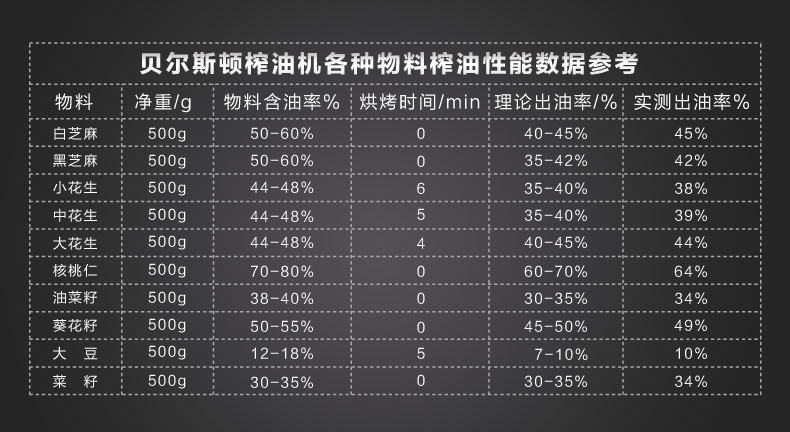 贝尔斯顿榨油机各种物料榨油性能数据参考
物料 净重/g 物料含油率% 烘烤时间/min 理论出油率/% 实测出油率%
白芝麻 500g 50-60% 0 40-45% 45%
黑芝麻 500g 50-60% 0 35-42% 42%
小花生 500g 44-48% 6 35-40% 38%
中花生 500g 44-48% 5 35-40% 39%
大花生 500g 44-48% 4 40-45% 44%
核桃仁 500g 70-80% 0 60-70% 64%
油菜籽 500g 38-40% 0 30-35% 34%
葵花籽 500g 50-55% 0 45-50% 49%
大 豆 500g 12-18% 5 7-10% 10%
菜 籽 500g 30-35% 0 30-35% 34%